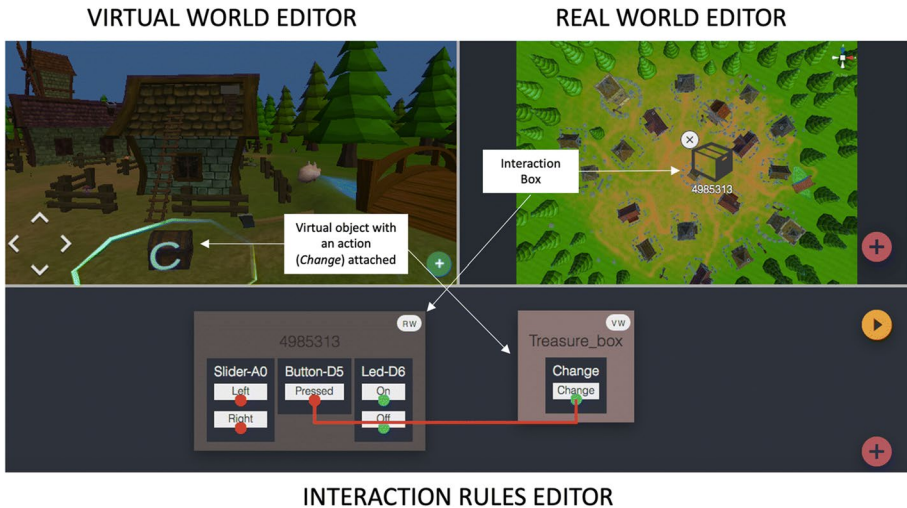 VIRTUAL WORLD EDITOR
REAL WORLD EDITOR
Interaction
Box
4985313
C
Virtual object with
an action
(Change) attached
RW
4985313
Slider-A0
Left
Right
Button-D5
Pressed
Led-D6
On
Off
VW
Treasure_box
Change
Change
INTERACTION RULES EDITOR